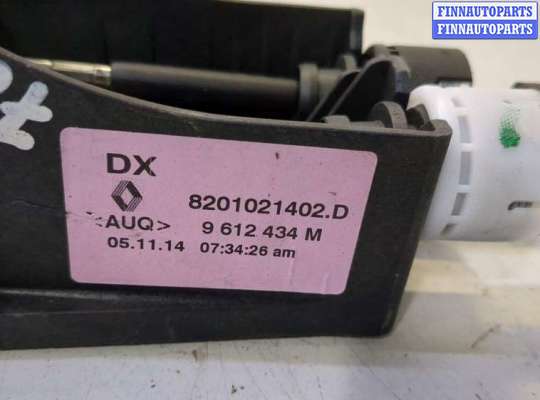 FINNAUTOPARTS
FINNAUTOPARTS
DX
8201021402.D
<AUQ> 9 612 434 M
05.11.14 07:34:26 am